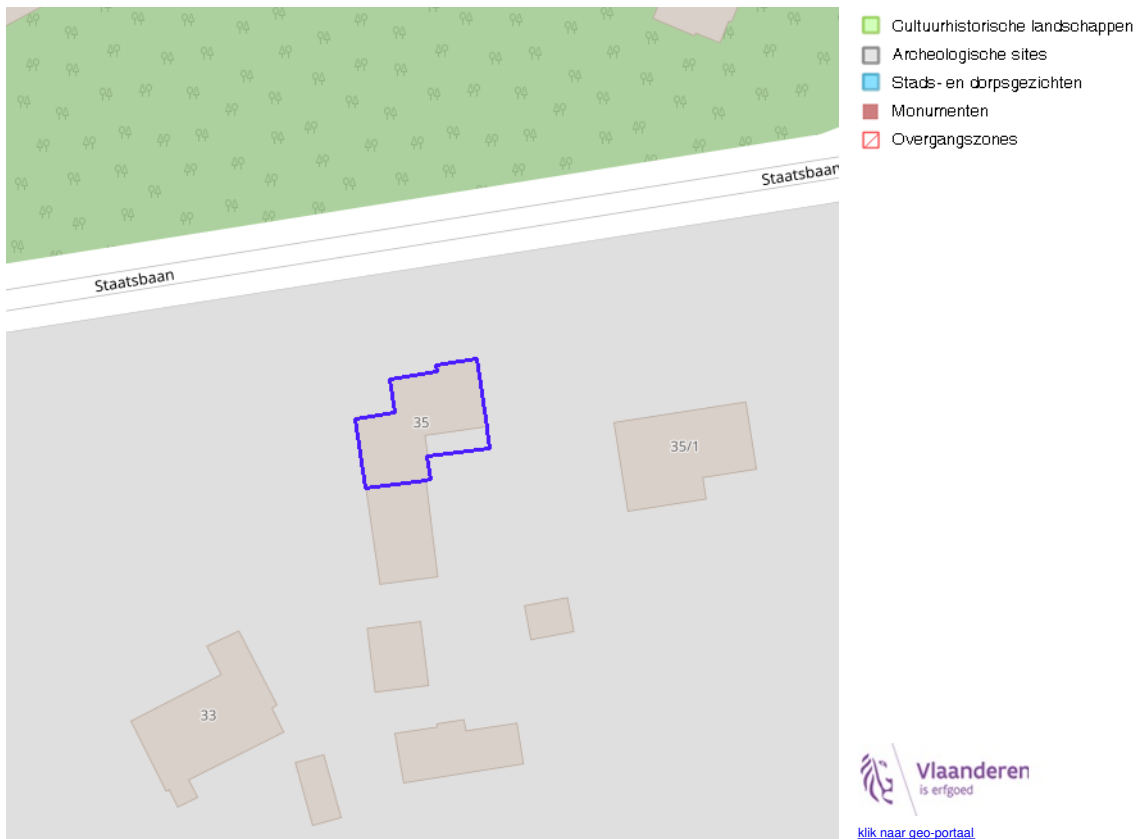 Cultuurhistorische landschappen
Archeologische sites
Stads- en dorpsgezichten
Monumenten
Overgangszones
Staatsbaan
Staatsbaan
35
35/1
33
Vlaanderen
is erfgoed
klik naar geo-portaal